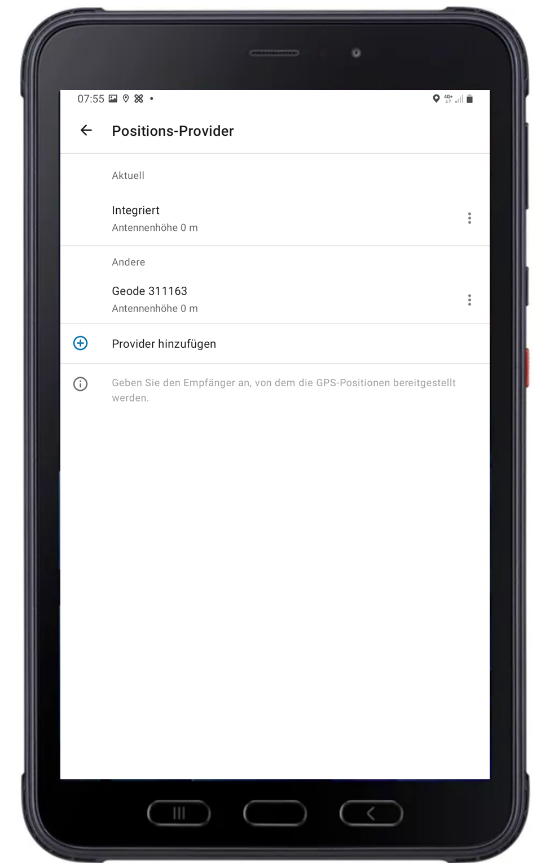 07:55
Positions-Provider
Aktuell
Integriert
Antennenhöhe 0 m
Andere
Geode 311163
Antennenhöhe 0 m
Provider hinzufügen
Geben Sie den Empfänger an, von dem die GPS-Positionen bereitgestellt
werden.